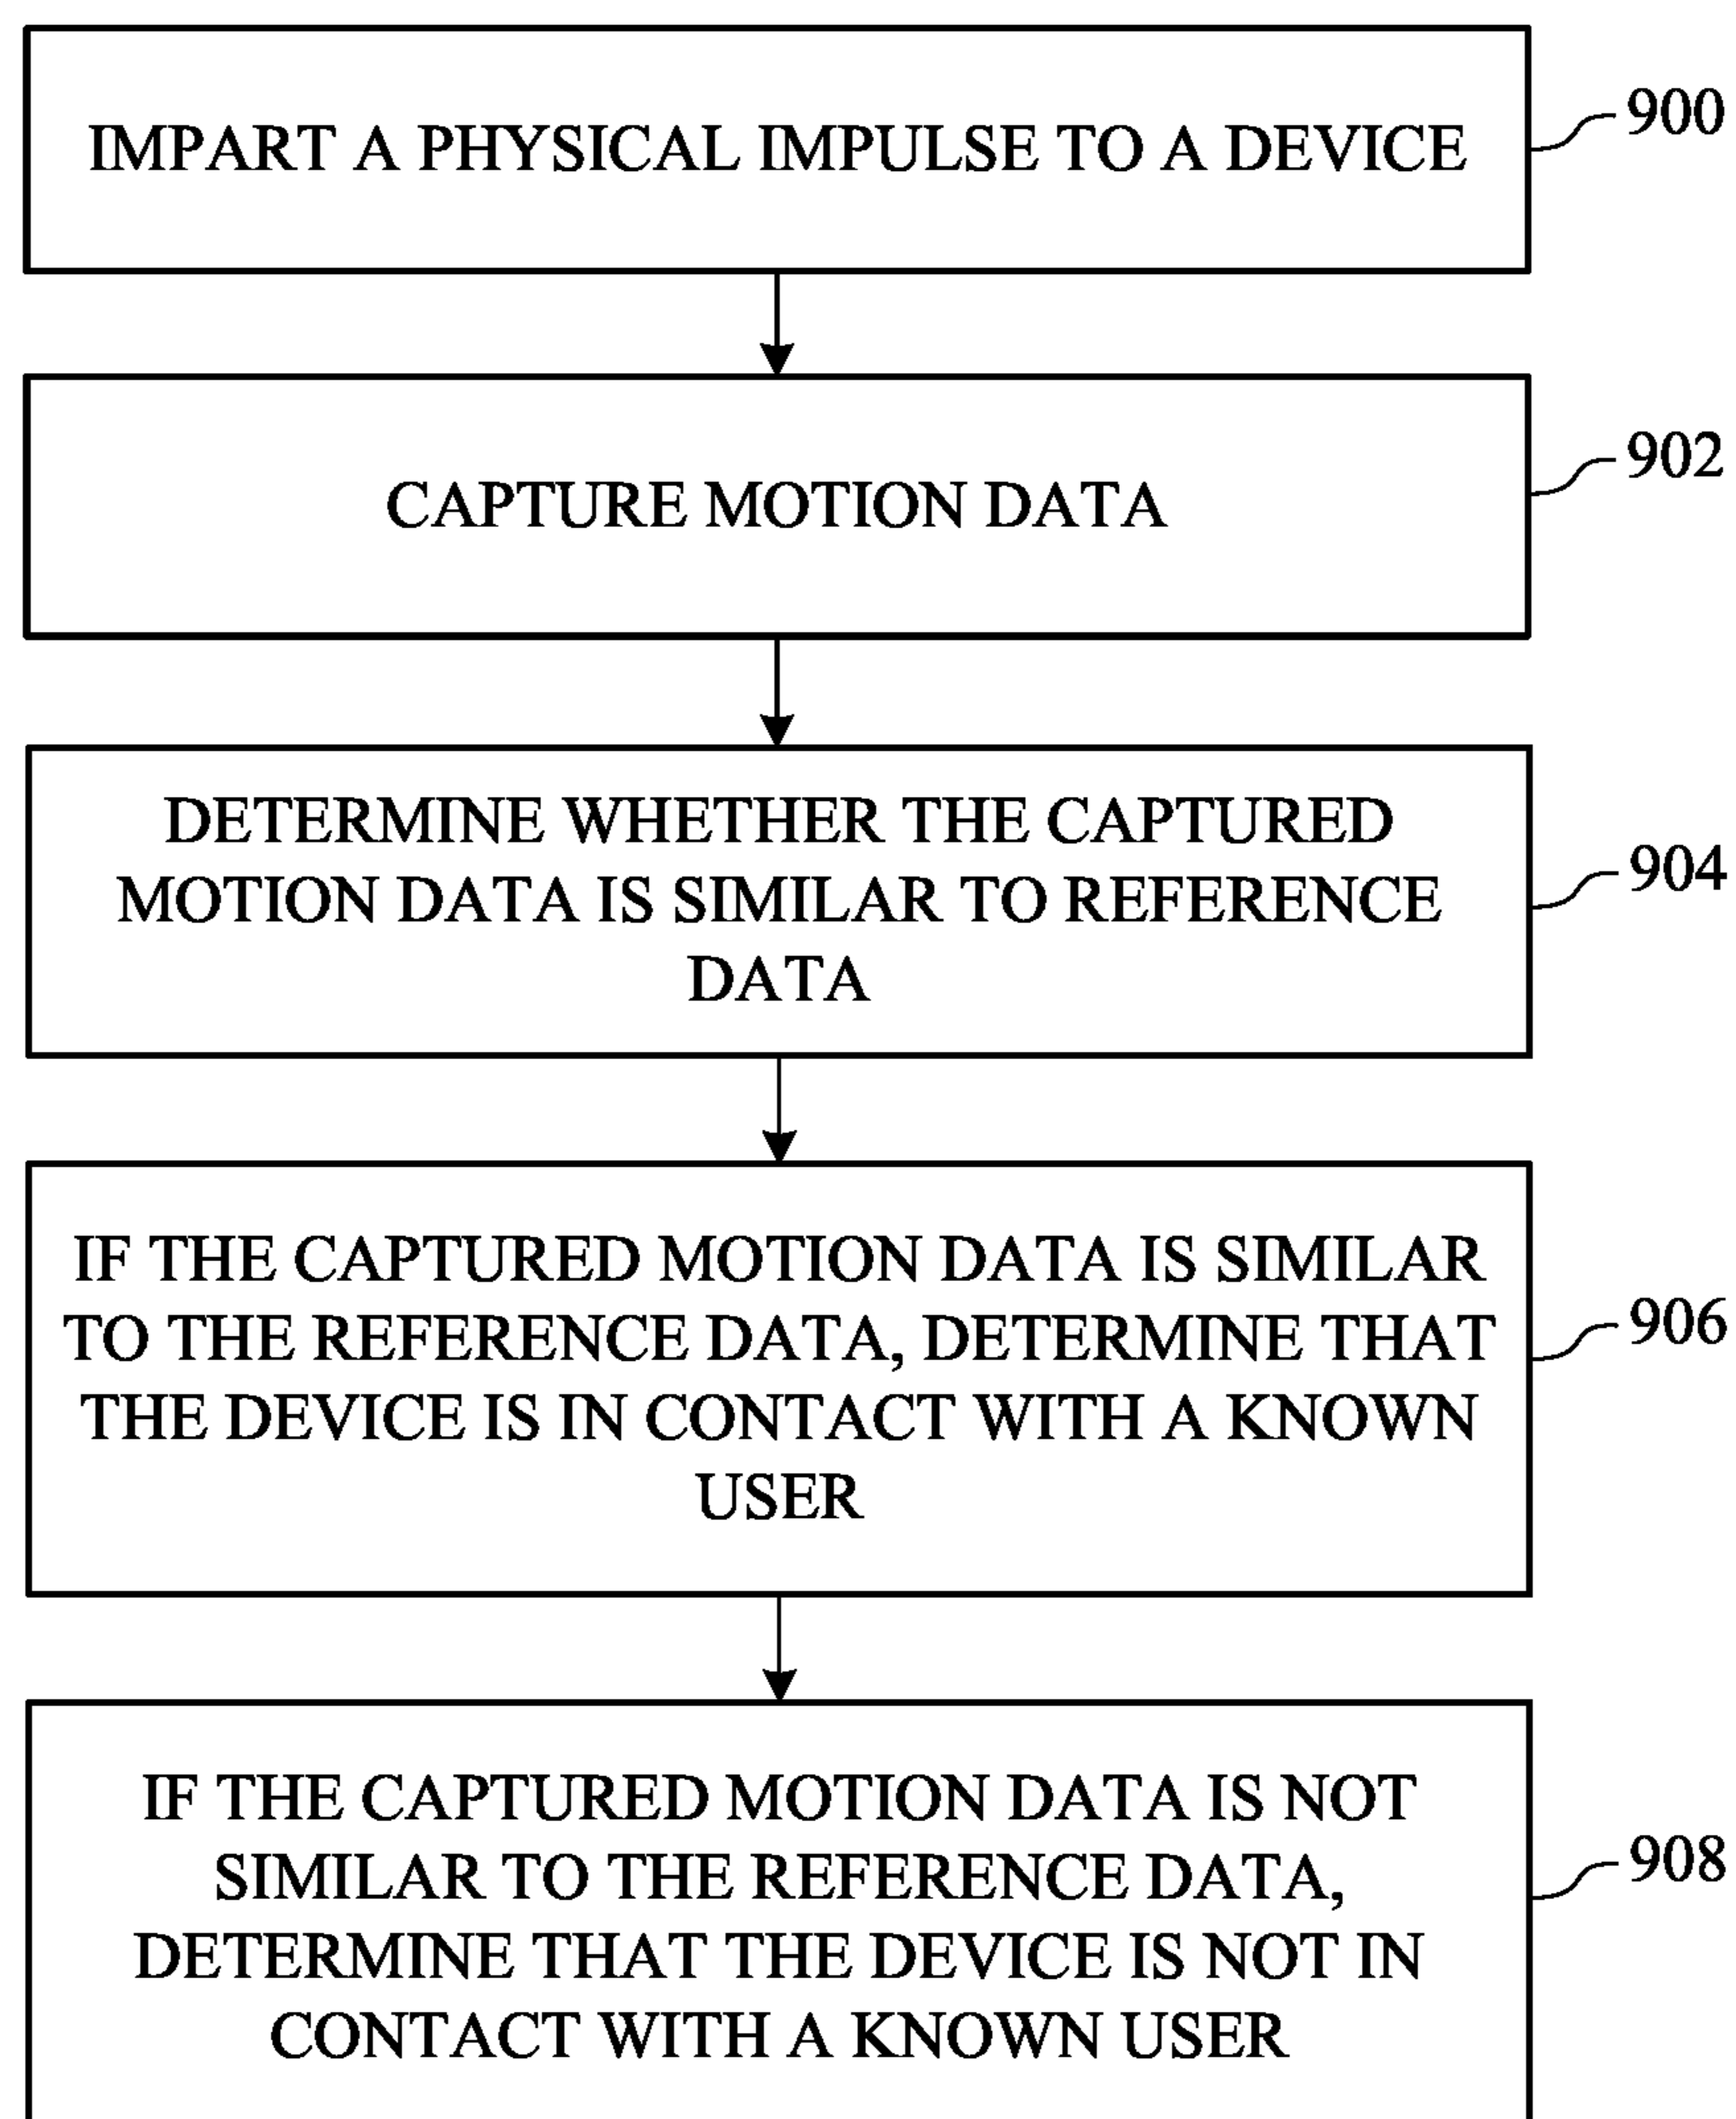 IMPART A PHYSICAL IMPULSE TO A DEVICE
900
CAPTURE MOTION DATA
902
DETERMINE WHETHER THE CAPTURED
MOTION DATA IS SIMILAR TO REFERENCE
DATA
904
IF THE CAPTURED MOTION DATA IS SIMILAR
TO THE REFERENCE DATA, DETERMINE THAT
THE DEVICE IS IN CONTACT WITH A KNOWN
USER
906
IF THE CAPTURED MOTION DATA IS NOT
SIMILAR TO THE REFERENCE DATA,
DETERMINE THAT THE DEVICE IS NOT IN
CONTACT WITH A KNOWN USER
908